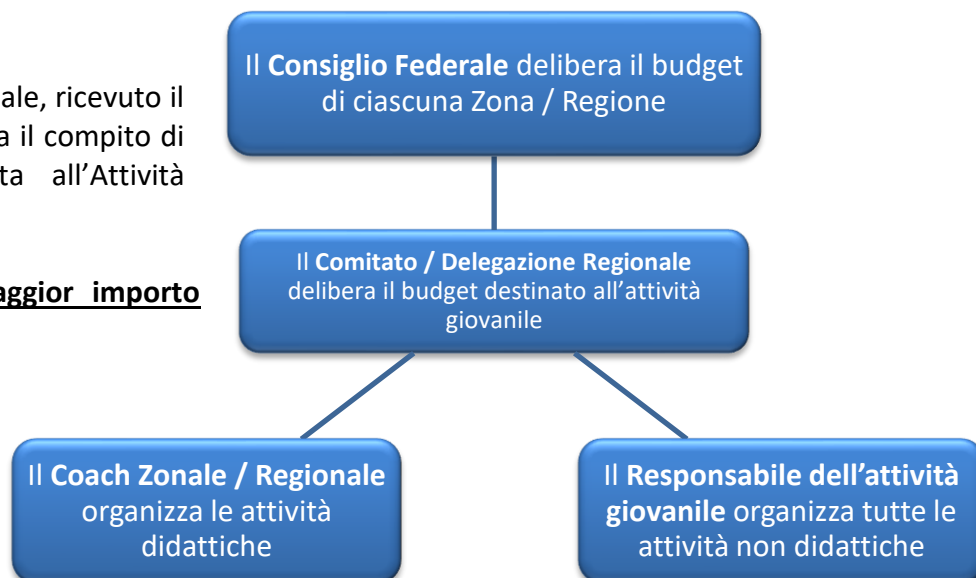 Il Consiglio Federale delibera il budget
di ciascuna Zona / Regione
ale, ricevuto il
a il compito di
ta all’Attività
aggior importo
Il Comitato / Delegazione Regionale
delibera il budget destinato all’attività
giovanile
Il Coach Zonale / Regionale
organizza le attività
didattiche
Il Responsabile dell’attività
giovanile organizza tutte le
attività non didattiche